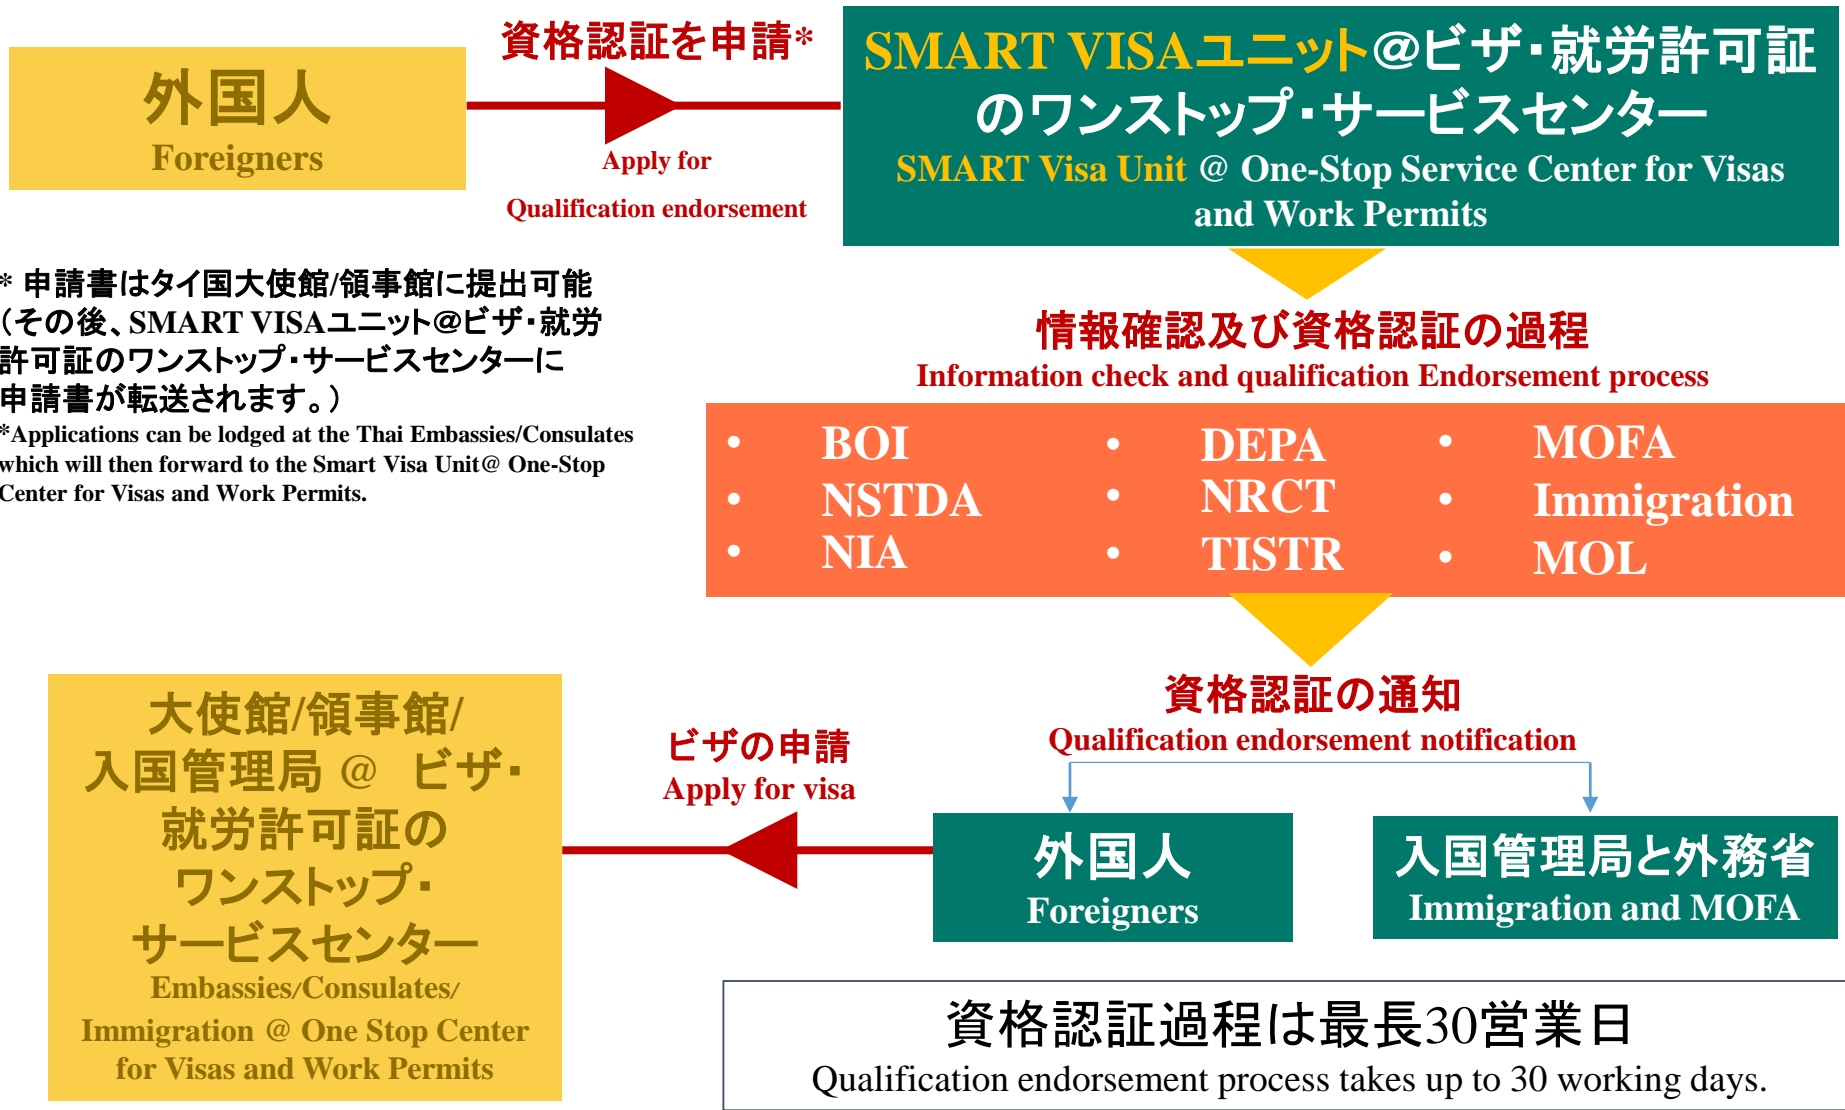 外国人
Foreigners
資格認証を申請*
Apply for
Qualification endorsement
SMART VISAユニット@ビザ・就労許可証
のワンストップ・サービスセンター
SMART Visa Unit @ One-Stop Service Center for Visas
and Work Permits
* 申請書はタイ国大使館/領事館に提出可能
(その後、SMART VISAユニット@ビザ・就労
許可証のワンストップ・サービスセンターに
申請書が転送されます。)
*Applications can be lodged at the Thai Embassies/Consulates
which will then forward to the Smart Visa Unit@ One-Stop
Center for Visas and Work Permits.
情報確認及び資格認証の過程
Information check and qualification Endorsement process
• BOI
• NSTDA
• NIA
• DEPA
• NRCT
• TISTR
• MOFA
• Immigration
• MOL
資格認証の通知
Qualification endorsement notification
外国人
Foreigners
入国管理局と外務省
Immigration and MOFA
ビザの申請
Apply for visa
大使館/領事館/
入国管理局 @ ビザ・
就労許可証の
ワンストップ・
サービスセンター
Embassies/Consulates/
Immigration @ One Stop Center
for Visas and Work Permits
資格認証過程は最長30営業日
Qualification endorsement process takes up to 30 working days.